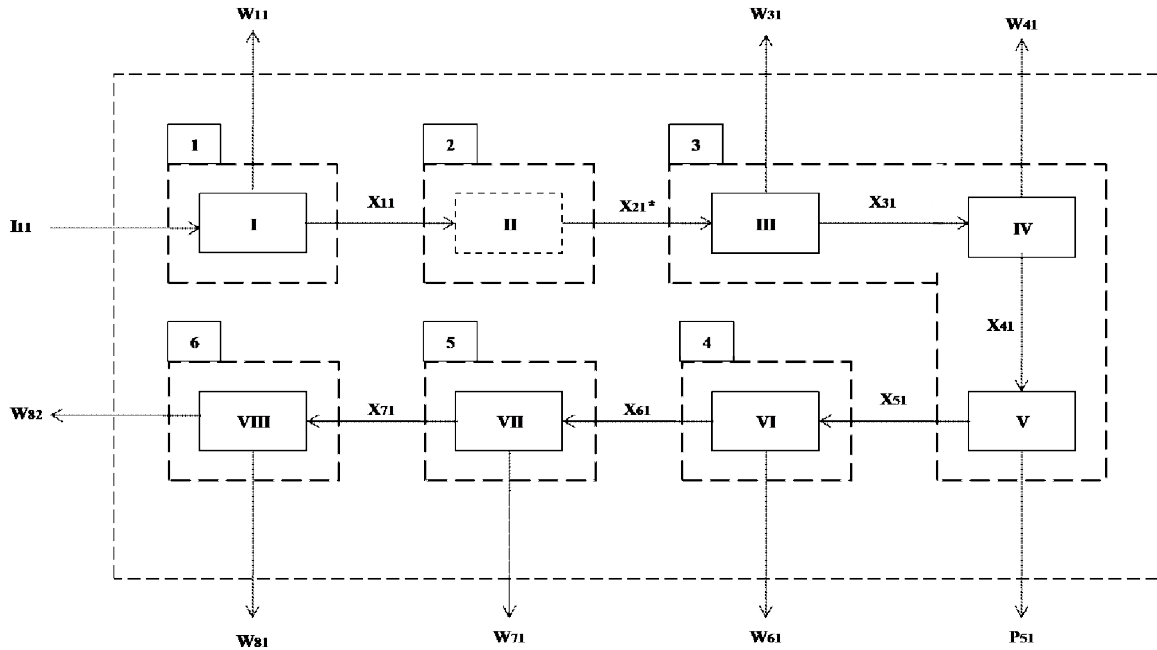 W11 W31 W41
1 2 3
I11 I X11 II X21* III X31 IV
X41
6 5 4
W82 VIII X71 VII X61 VI X51 V
W81 W71 W61 P51